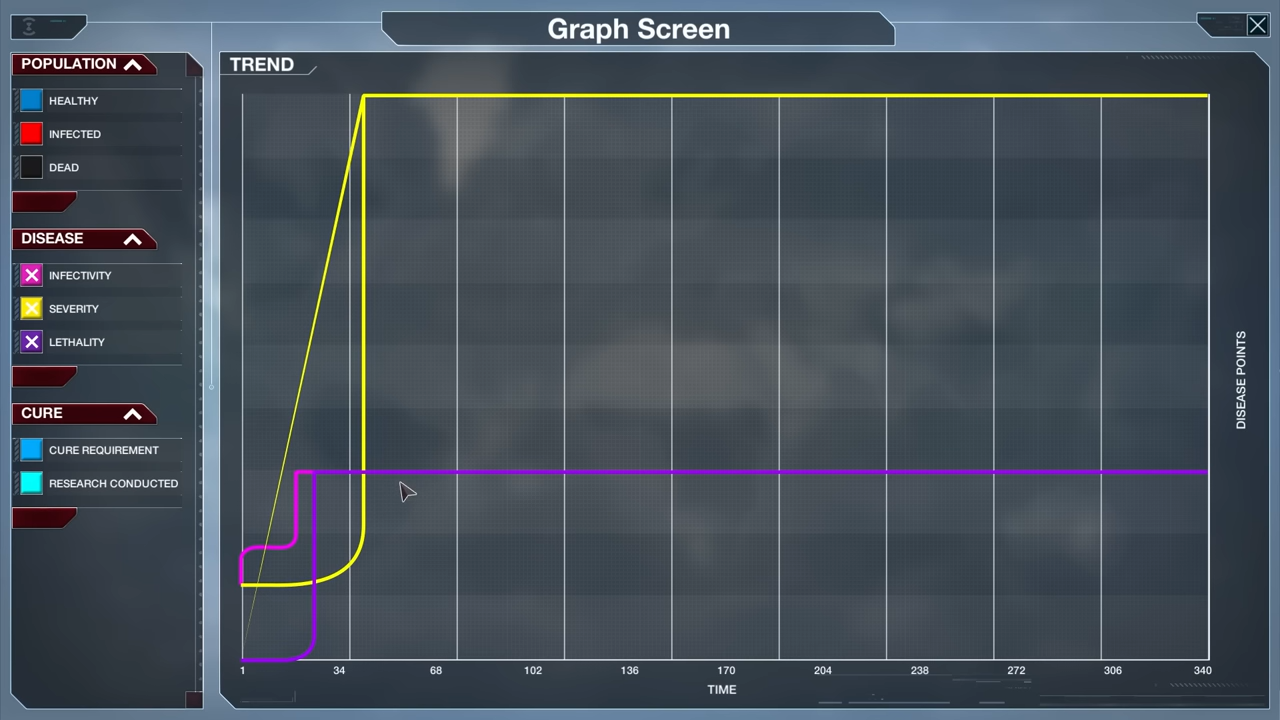 Graph Screen
POPULATION
HEALTHY
INFECTED
DEAD
DISEASE
INFECTIVITY
SEVERITY
LETHALITY
CURE
CURE REQUIREMENT
RESEARCH CONDUCTED
TREND
DISEASE POINTS
1 34 68 102 136 170 204 238 272 306 340
TIME